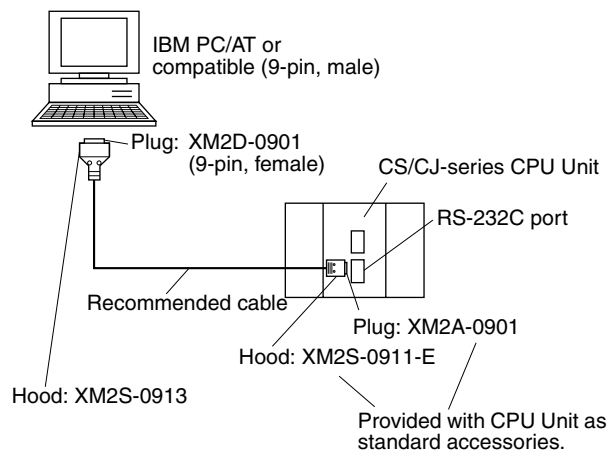 IBM PC/AT or
compatible (9-pin, male)
Plug: XM2D-0901
(9-pin, female)
CS/CJ-series CPU Unit
RS-232C port
Recommended cable
Plug: XM2A-0901
Hood: XM2S-0911-E
Hood: XM2S-0913
Provided with CPU Unit as
standard accessories.